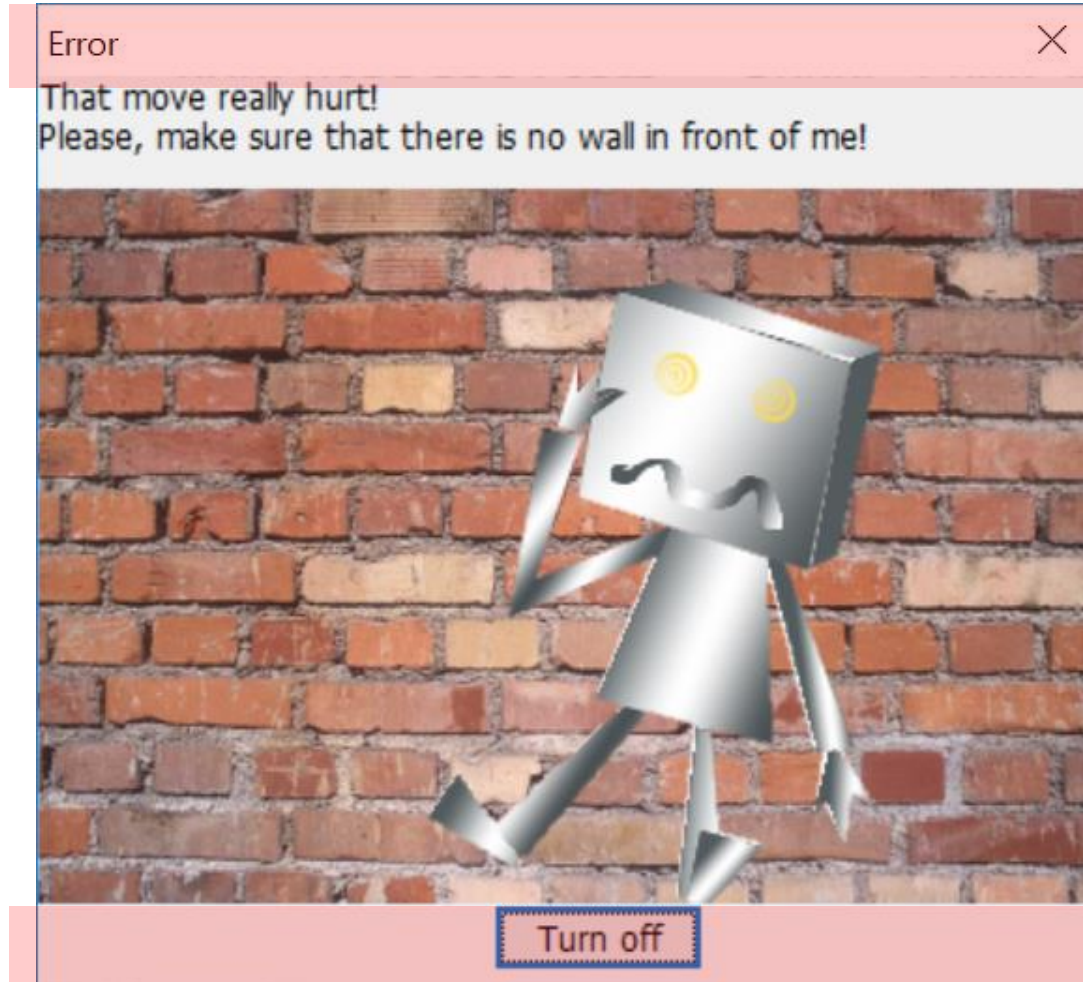 Error
That move really hurt!
Please, make sure that there is no wall in front of me!
Turn off